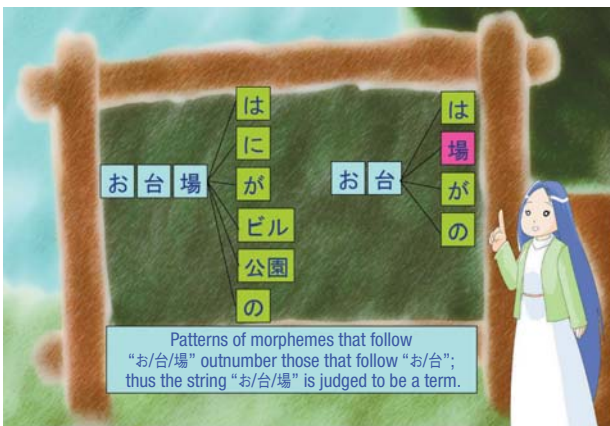 お 台 場
は
に
が
ビル
公園
の
お 台
は
場
が
の
Patterns of morphemes that follow
“お/台/場” outnumber those that follow “お/台”;
thus the string “お/台/場” is judged to be a term.